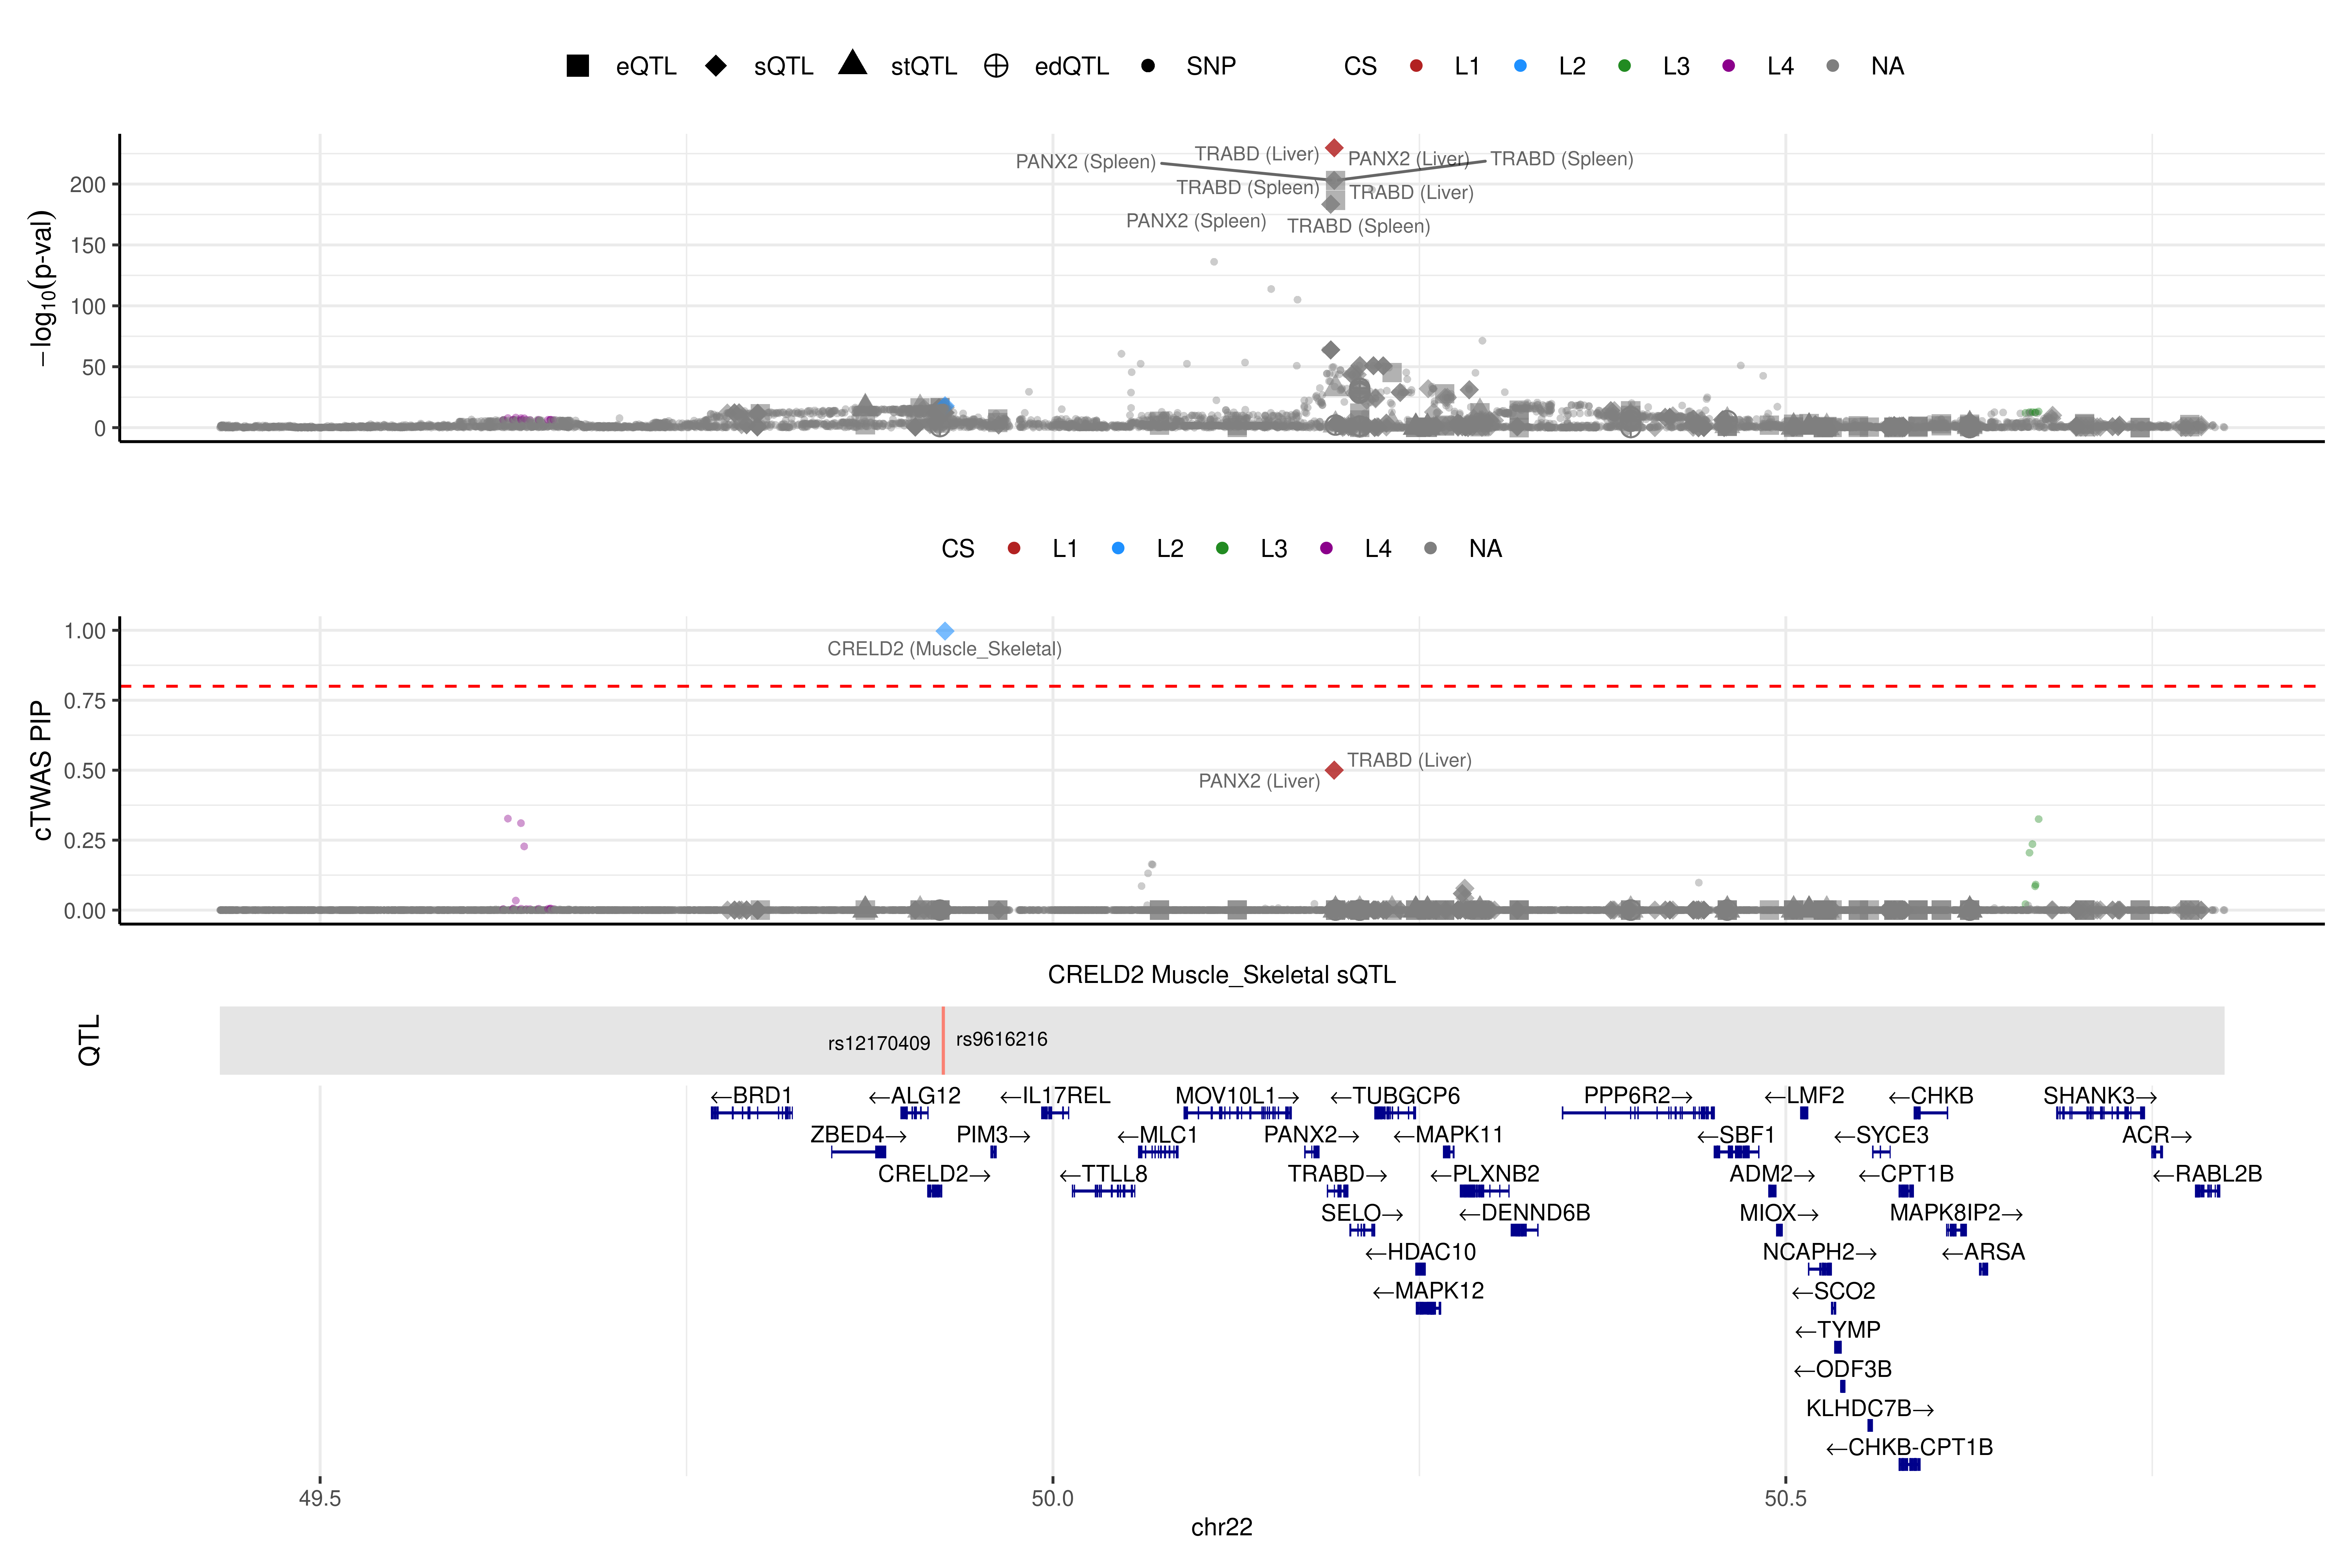 eQTL sQTL stQTL edQTL SNP CS L1 L2 L3 L4 NA
−log10(p-val)
200
150
100
50
0
TRABD (Liver)
PANX2 (Spleen)
PANX2 (Liver)
TRABD (Spleen)
TRABD (Spleen)
TRABD (Liver)
PANX2 (Spleen)
TRABD (Spleen)
CS L1 L2 L3 L4 NA
cTWAS PIP
1.00
0.75
0.50
0.25
0.00
CRELD2 (Muscle_Skeletal)
TRABD (Liver)
PANX2 (Liver)
CRELD2 Muscle_Skeletal sQTL
QTL
rs12170409 rs9616216
←BRD1 ←ALG12 ←IL17REL MOV10L1→ ←TUBGCP6 PPP6R2→ ←LMF2 ←CHKB SHANK3→
ZBED4→ PIM3→ ←MLC1 PANX2→ ←MAPK11 ←SBF1 ←SYCE3 ACR→
CRELD2→ ←TTLL8 TRABD→ ←PLXNB2 ADM2→ ←CPT1B ←RABL2B
SELO→ ←DENND6B MIOX→ MAPK8IP2→
←HDAC10 NCAPH2→ ←ARSA
←MAPK12 ←SCO2
←TYMP
←ODF3B
KLHDC7B→
←CHKB-CPT1B
49.5 50.0 50.5
chr22